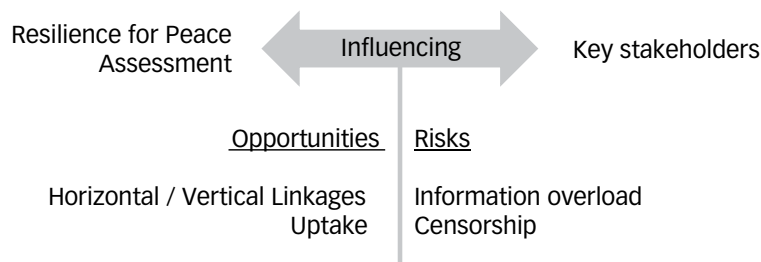 Resilience for Peace
Assessment
Influencing
Key stakeholders
Opportunities
Risks
Horizontal / Vertical Linkages
Uptake
Information overload
Censorship